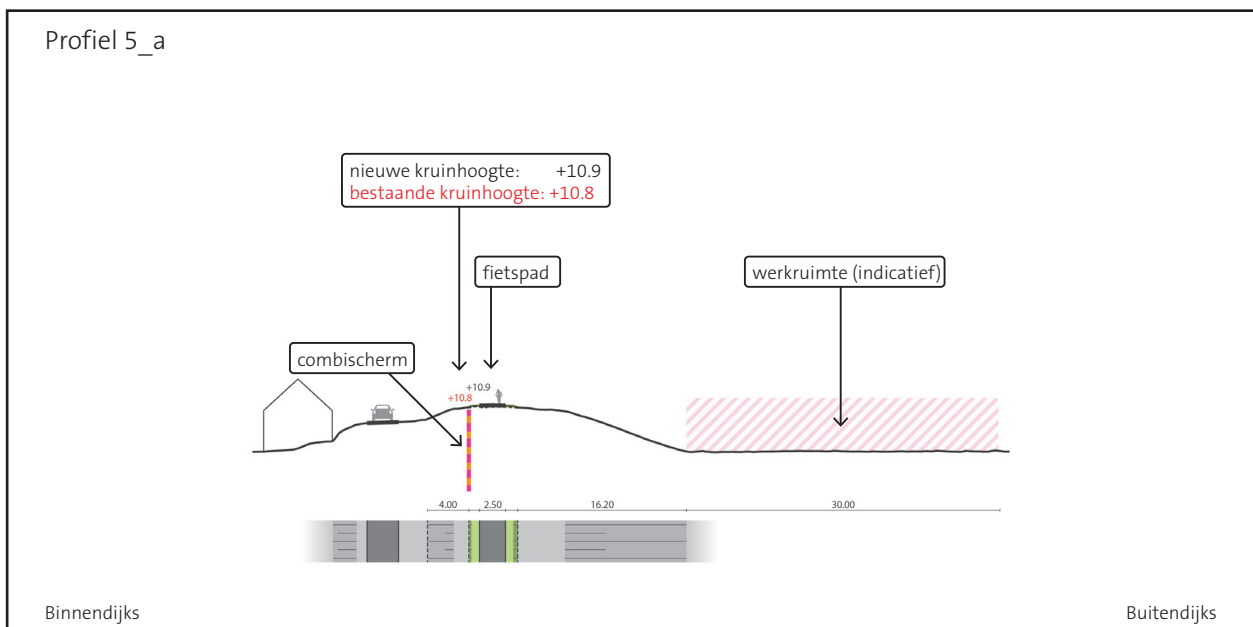 Profiel 5_a
nieuwe kruinhoogte: +10.9
bestaande kruinhoogte: +10.8
fietspad
werkruimte (indicatief)
combischerm
+10.9
+10.8
4.00 2.50 16.20 30.00
Binnendijks Buitendijks